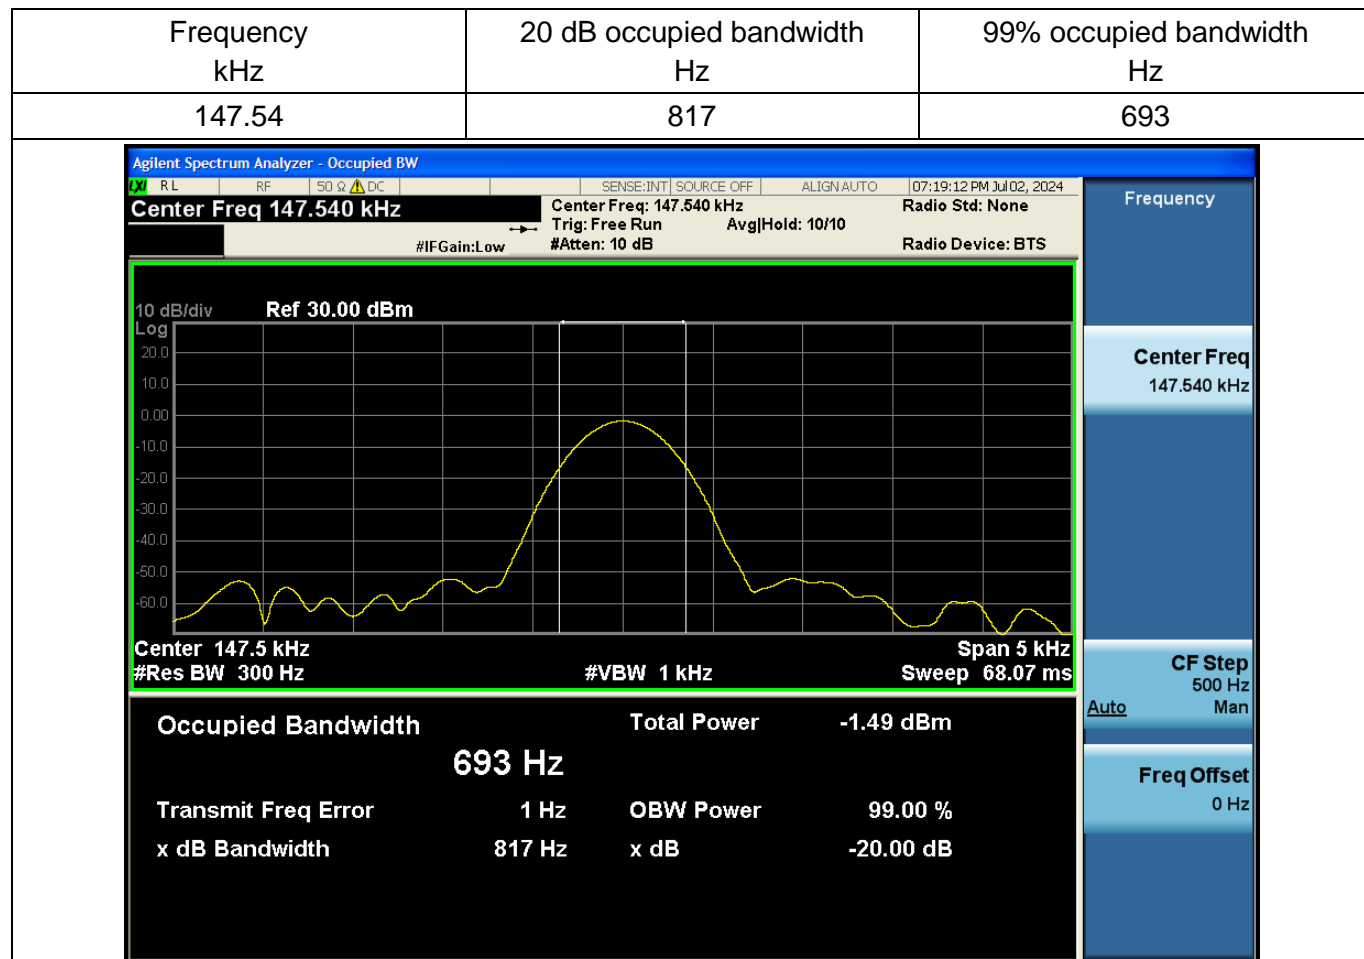 Frequency
kHz
20 dB occupied bandwidth
Hz
99% occupied bandwidth
Hz
147.54
817
693
Agilent Spectrum Analyzer - Occupied BW
LXI RL RF 50 Ω DC SENSE:INT SOURCE OFF ALIGN AUTO 07:19:12 PM Jul 02, 2024
Center Freq 147.540 kHz
Center Freq: 147.540 kHz
Radio Std: None
Trig: Free Run Avg|Hold: 10/10
#IFGain:Low
#Atten: 10 dB
Radio Device: BTS
10 dB/div Ref 30.00 dBm
Log
20.0
10.0
0.00
-10.0
-20.0
-30.0
-40.0
-50.0
-60.0
Center 147.5 kHz Span 5 kHz
#Res BW 300 Hz #VBW 1 kHz Sweep 68.07 ms
Occupied Bandwidth Total Power -1.49 dBm
693 Hz
Transmit Freq Error 1 Hz OBW Power 99.00 %
x dB Bandwidth 817 Hz x dB -20.00 dB
Frequency
Center Freq
147.540 kHz
CF Step
500 Hz
Auto Man
Freq Offset
0 Hz